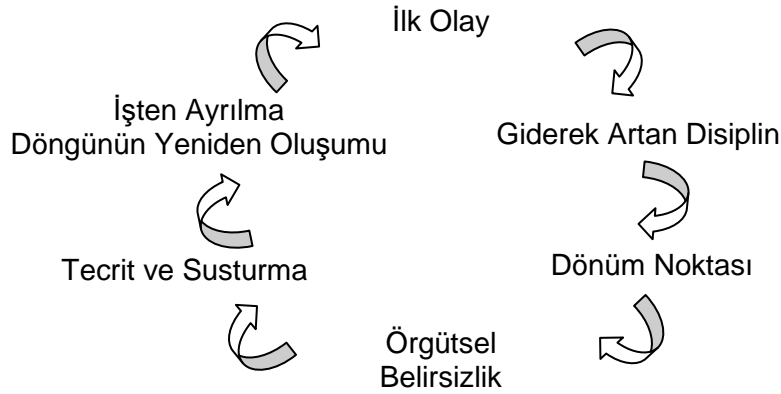 İlk Olay
Giderek Artan Disiplin
Dönüm Noktası
Örgütsel
Belirsizlik
Tecrit ve Susturma
İşten Ayrılma
Döngünün Yeniden Oluşumu